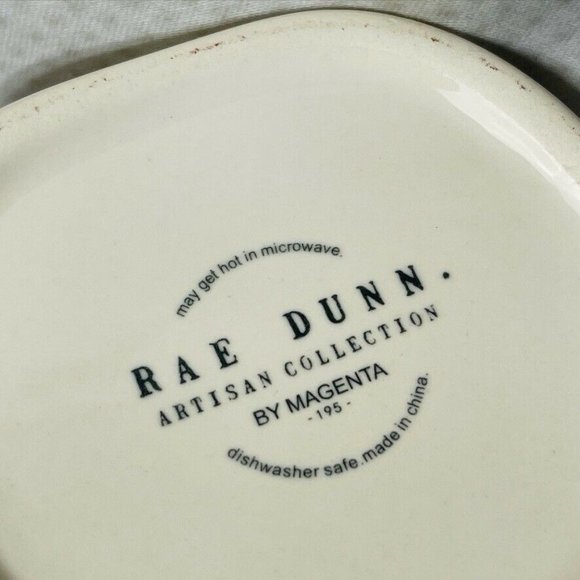 may get hot in microwave.
RAE DUNN.
ARTISAN COLLECTION
BY MAGENTA
- 195 -
dishwasher safe.made in china.